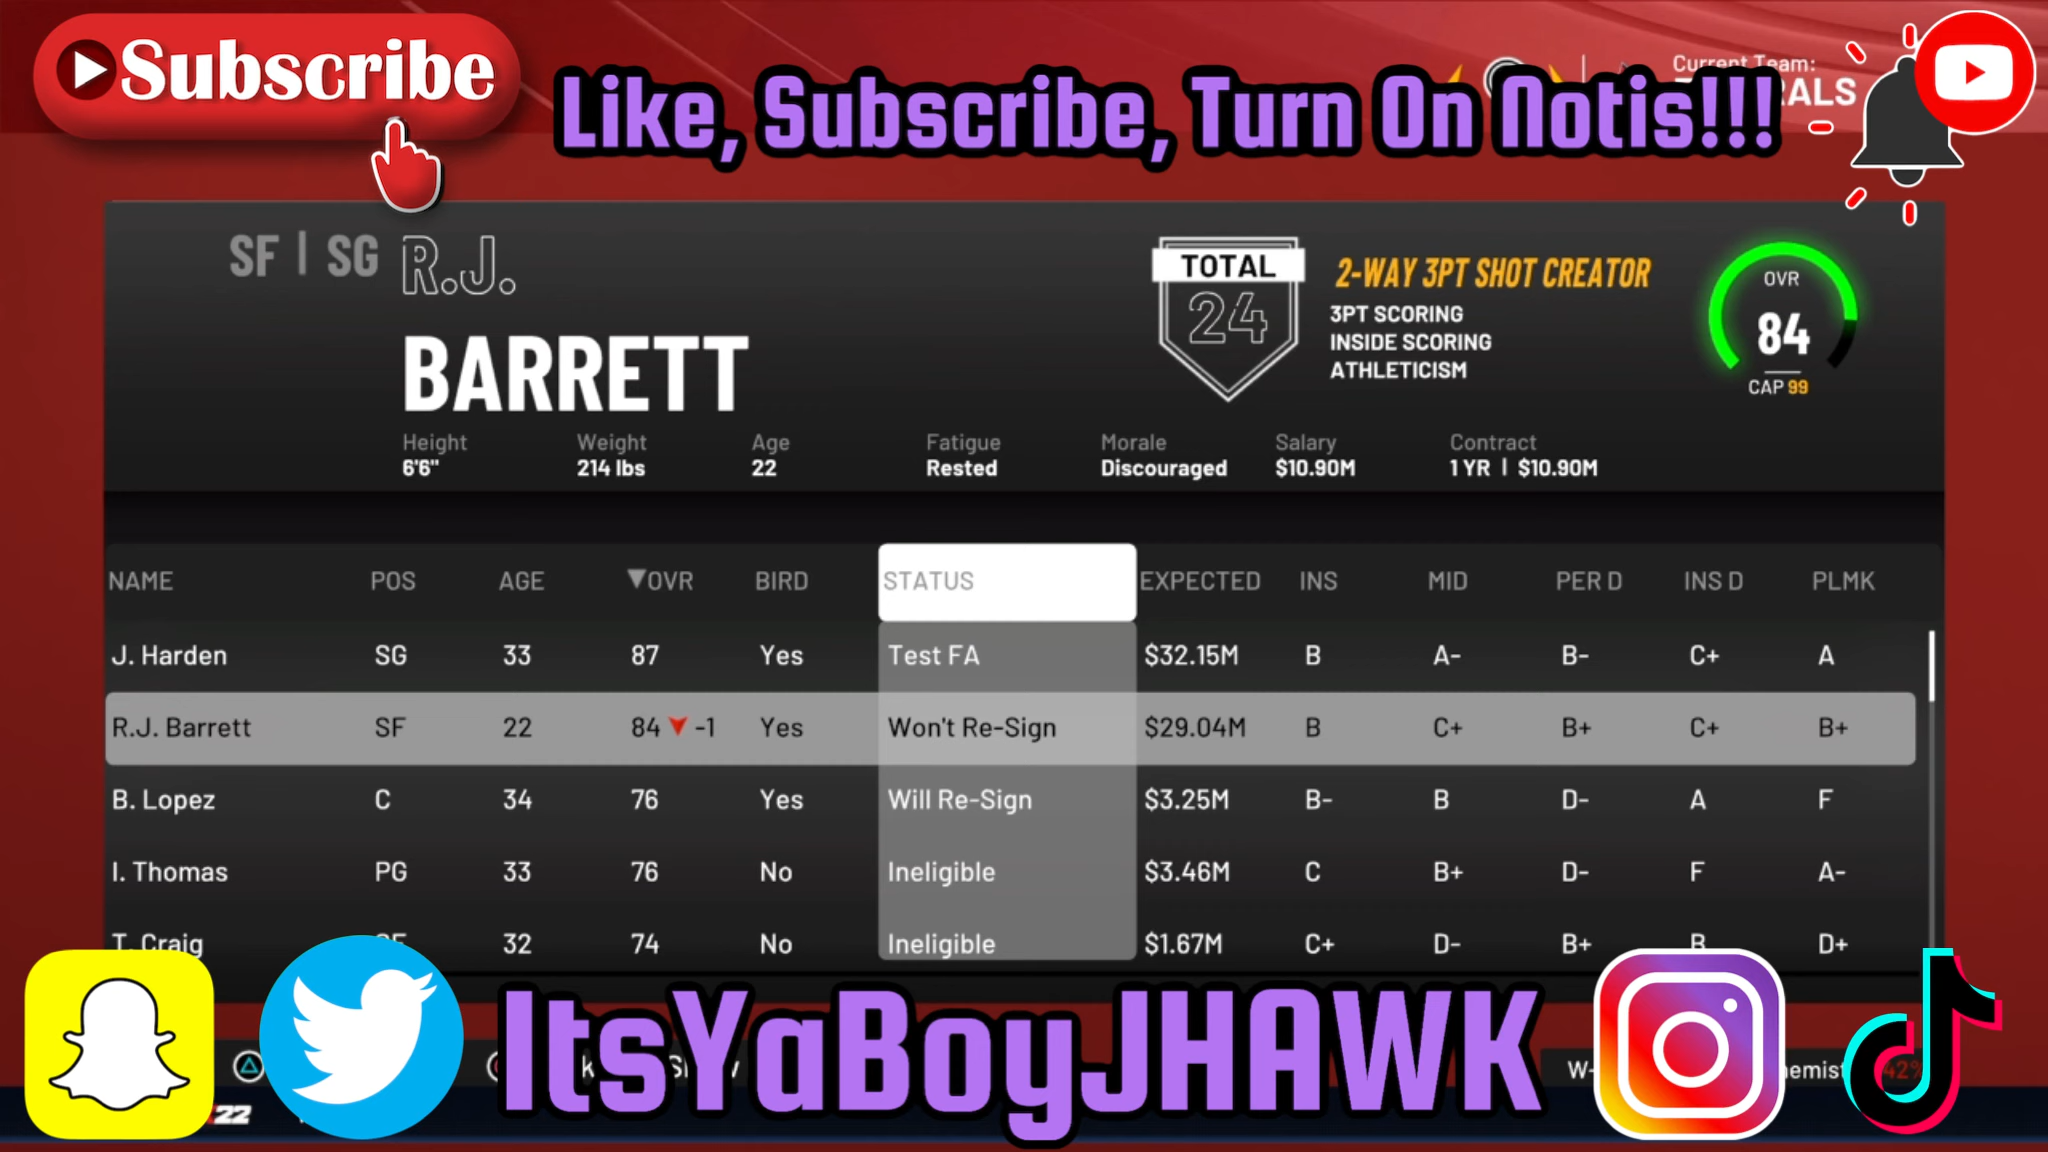 Subscribe
Like, Subscribe, Turn On Notis!!!
Current Team:
SF | SG R.J.
BARRETT
TOTAL
24
2-WAY 3PT SHOT CREATOR
3PT SCORING
INSIDE SCORING
ATHLETICISM
OVR
84
CAP 99
Height Weight Age Fatigue Morale Salary Contract
6'6" 214 lbs 22 Rested Discouraged $10.90M 1 YR | $10.90M
NAME POS AGE ▼OVR BIRD STATUS EXPECTED INS MID PER D INS D PLMK
J. Harden SG 33 87 Yes Test FA $32.15M B A- B- C+ A
R.J. Barrett SF 22 84 -1 Yes Won't Re-Sign $29.04M B C+ B+ C+ B+
B. Lopez C 34 76 Yes Will Re-Sign $3.25M B- B D- A F
I. Thomas PG 33 76 No Ineligible $3.46M C B+ D- F A-
T. Craig 32 74 No Ineligible $1.67M C+ D- B+ B D+
ItsYaBoyJHAWK
22